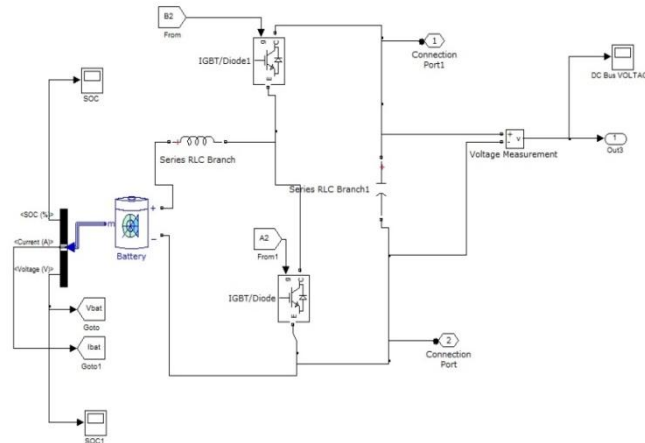 B2
From
g
C
E
IGBT/Diode1
1
Connection
Port1
SOC
DC Bus VOLTAG
+
-
v
1
Out3
Voltage Measurement
+
Series RLC Branch
+
Series RLC Branch1
<SOC (%
m
+
<Current (A)>
<Voltage (V)>
Battery
A2
From1
g
C
E
IGBT/Diode
Vbat
Goto
Ibat
Goto1
2
Connection
Port
SOC1